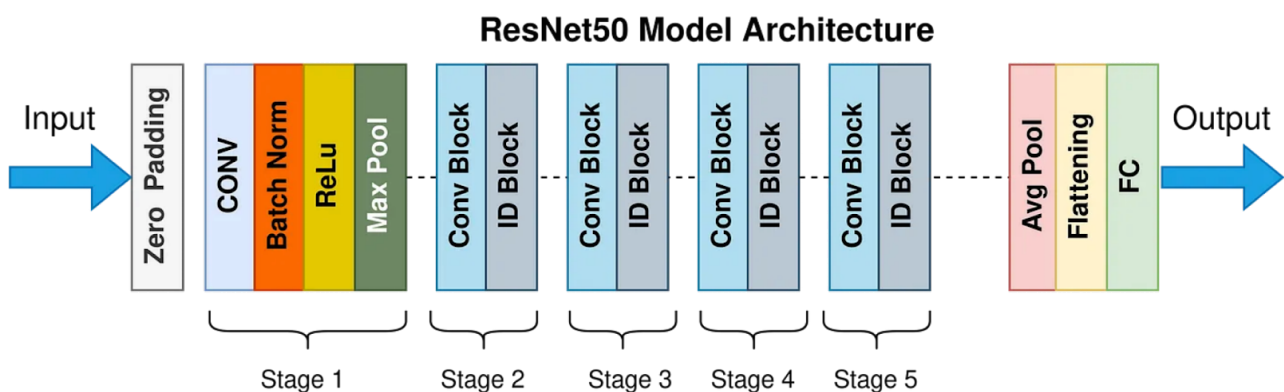 ResNet50 Model Architecture
Input
Zero Padding
CONV
Batch Norm
ReLu
Max Pool
Conv Block
ID Block
Conv Block
ID Block
Conv Block
ID Block
Conv Block
ID Block
Avg Pool
Flattening
FC
Output
Stage 1
Stage 2
Stage 3
Stage 4
Stage 5